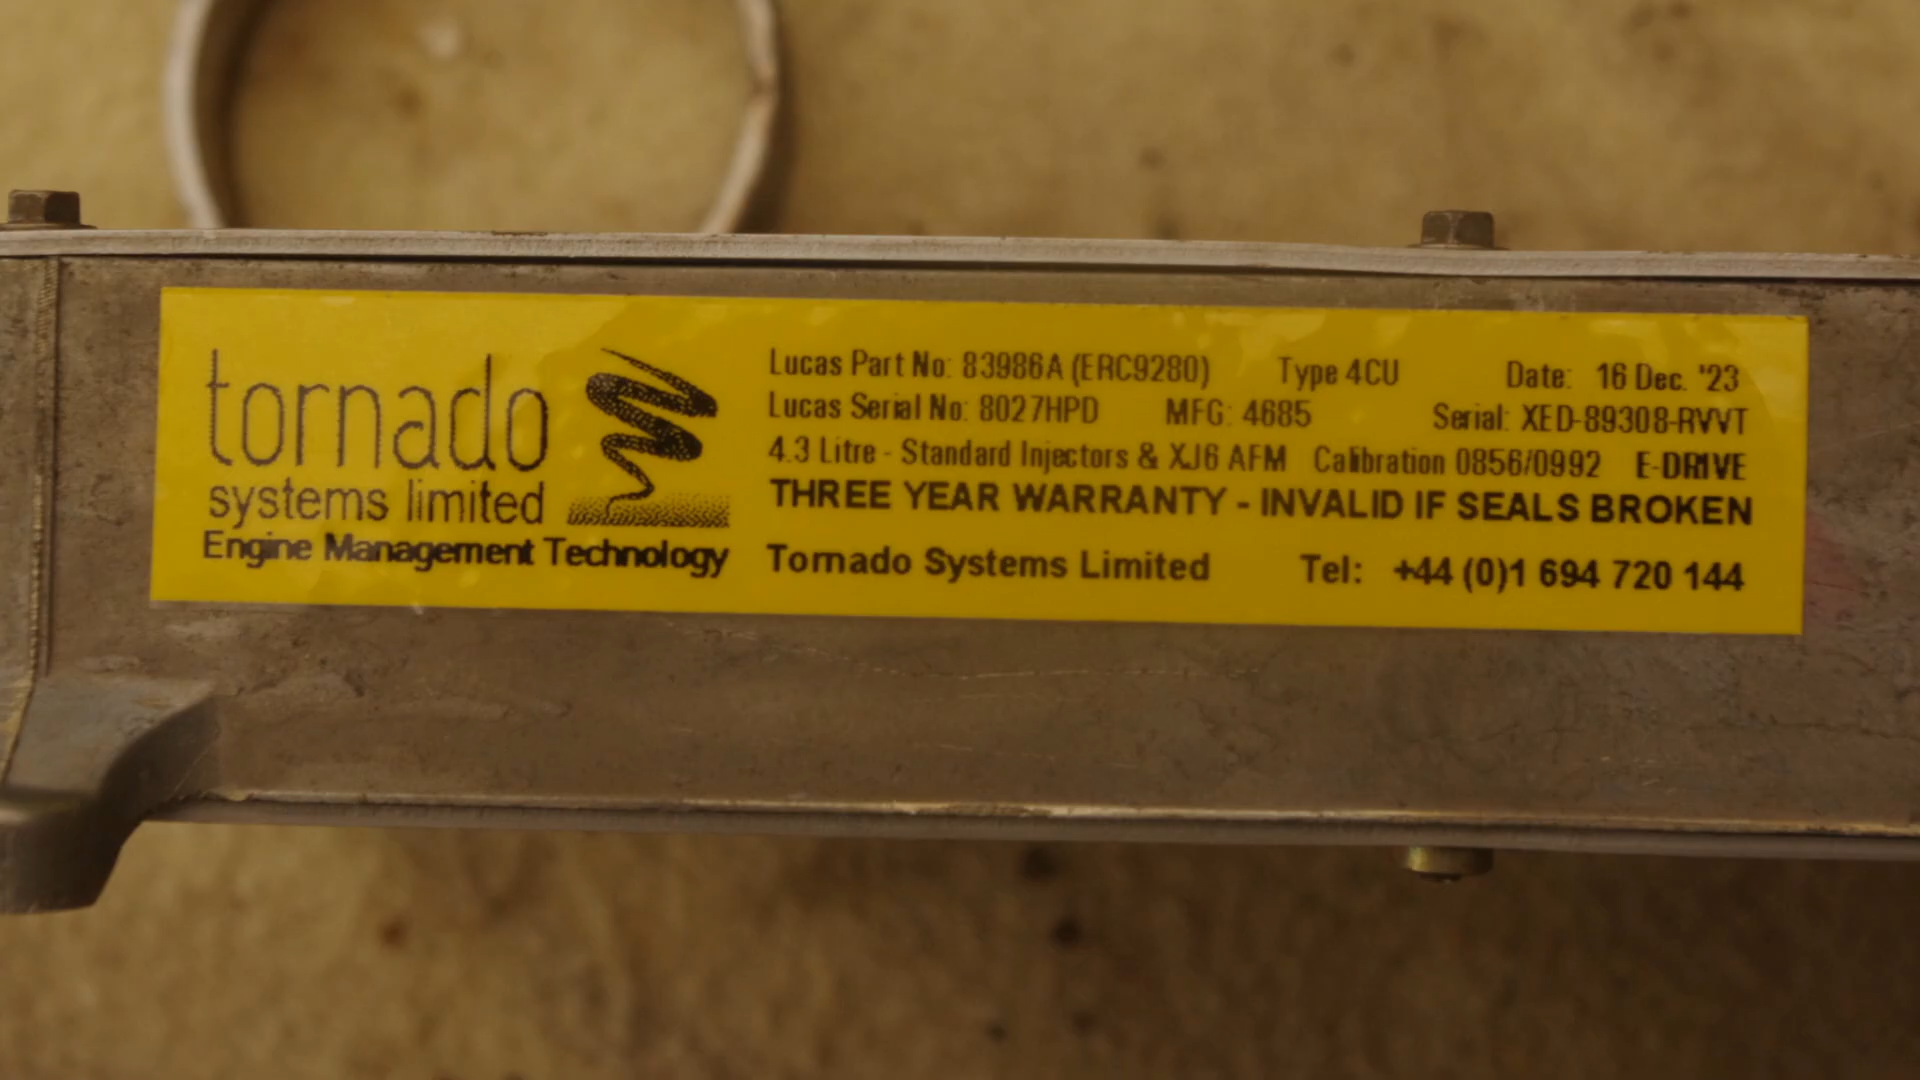 tornado
systems limited
Engine Management Technology
Lucas Part No: 83986A (ERC9280) Type 4CU Date: 16 Dec. '23
Lucas Serial No: 8027HPD MFG: 4685 Serial: XED-89308-RVVT
4.3 Litre - Standard Injectors & XJ6 AFM Calibration 0856/0992 E-DRIVE
THREE YEAR WARRANTY - INVALID IF SEALS BROKEN
Tornado Systems Limited Tel: +44 (0)1 694 720 144